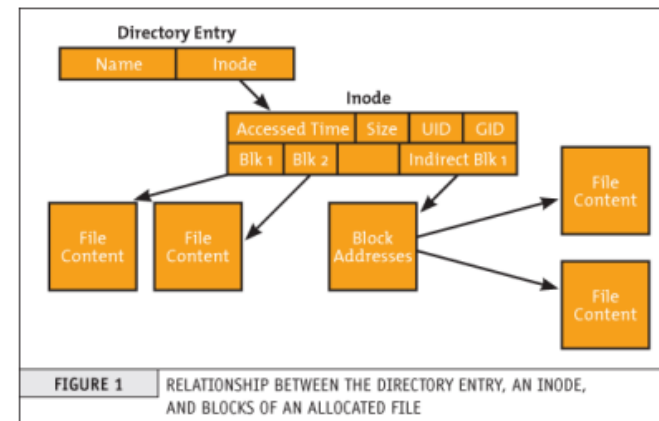 Directory Entry
Name Inode
Inode
Accessed Time Size UID GID
Blk 1 Blk 2 Indirect Blk 1
File
Content
File
Content
Block
Addresses
File
Content
File
Content
FIGURE 1 RELATIONSHIP BETWEEN THE DIRECTORY ENTRY, AN INODE,
AND BLOCKS OF AN ALLOCATED FILE